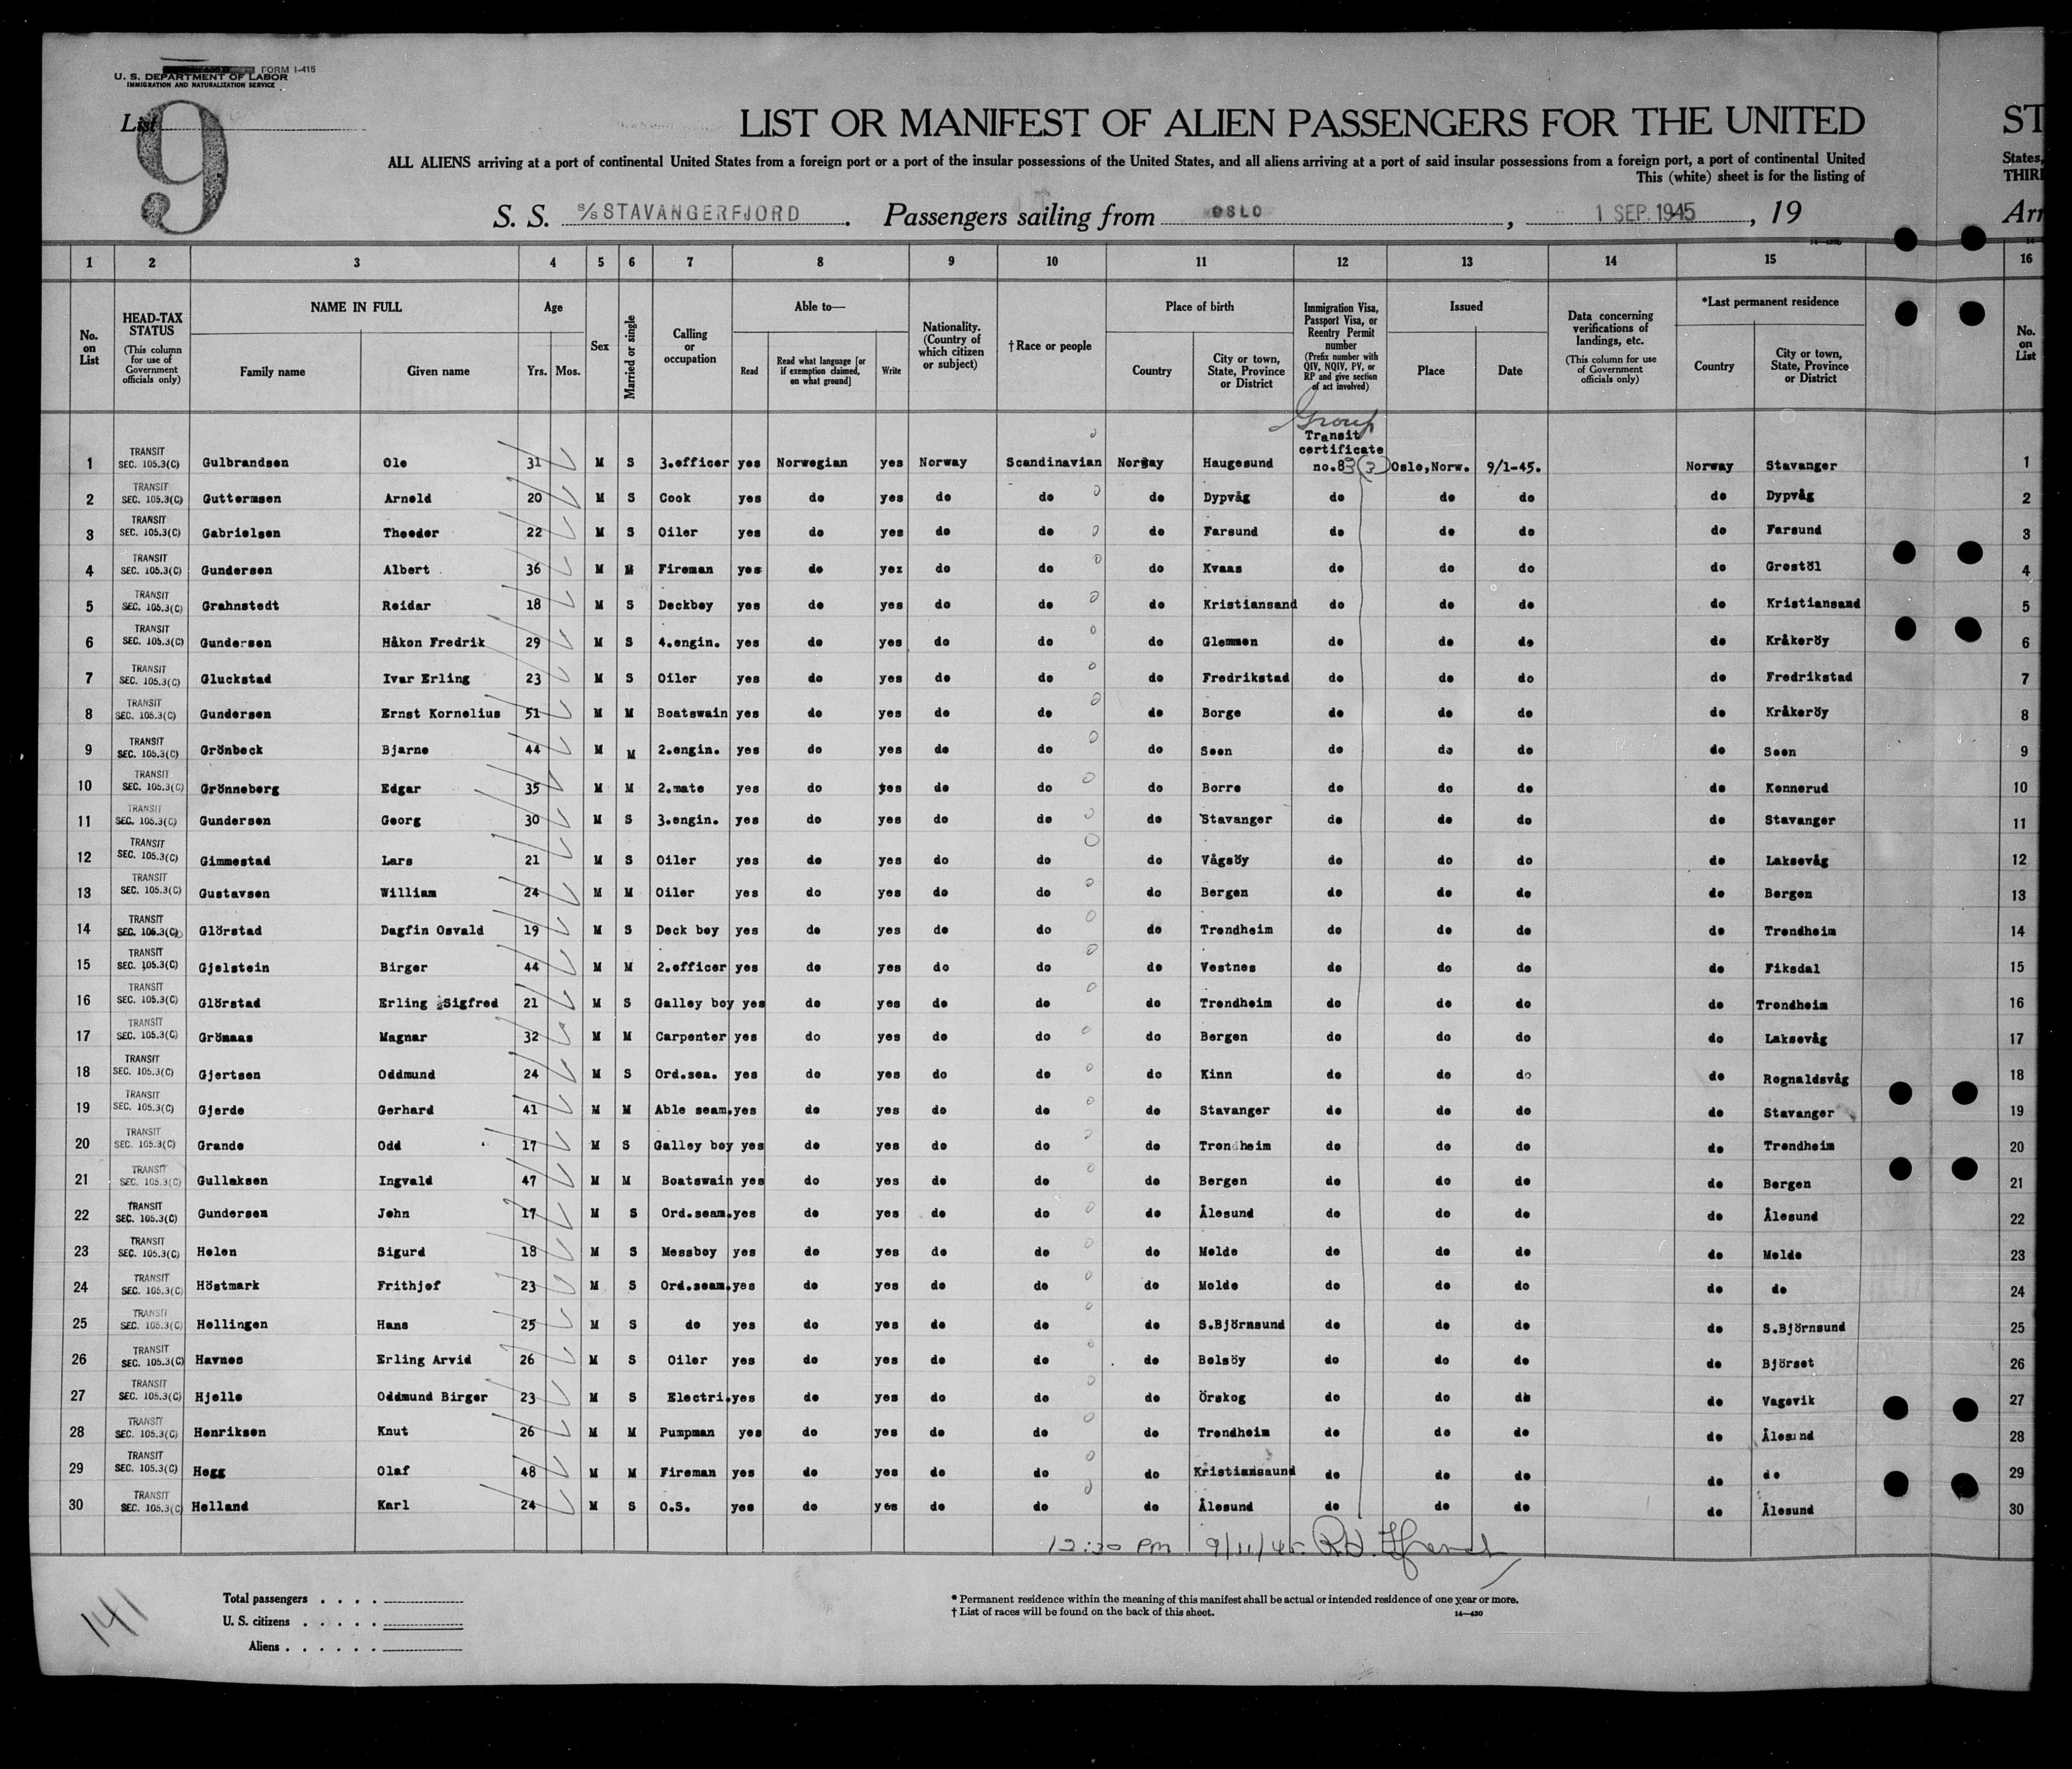 FORM I-415
U. S. DEPARTMENT OF LABOR
IMMIGRATION AND NATURALIZATION SERVICE
List 9
LIST OR MANIFEST OF ALIEN PASSENGERS FOR THE UNITED ST
ALL ALIENS arriving at a port of continental United States from a foreign port or a port of the insular possessions of the United States, and all aliens arriving at a port of said insular possessions from a foreign port, a port of continental United States,
This (white) sheet is for the listing of THIR
S. S. S/S STAVANGERFJORD. Passengers sailing from OSLO, 1 SEP. 1945, 19 Arr
1 2 3 4 5 6 7 8 9 10 11 12 13 14 15 16
No. on List
HEAD-TAX STATUS (This column for use of Government officials only)
NAME IN FULL
Family name Given name
Age
Yrs. Mos.
Sex
Married or single
Calling or occupation
Able to—
Read Read what language [or if exemption claimed, on what ground] Write
Nationality. (Country of which citizen or subject)
† Race or people
Place of birth
Country City or town, State, Province or District
Immigration Visa, Passport Visa, or Reentry Permit number (Prefix number with QIV, NQIV, PV, or RP and give section of act involved)
Issued
Place Date
Data concerning verifications of landings, etc. (This column for use of Government officials only)
*Last permanent residence
Country City or town, State, Province or District
No. on List
Group
Transit
certificate
1 TRANSIT SEC. 105.3(C) Gulbrandsen Ole 31 M S 3.officer yes Norwegian yes Norway Scandinavian Norway Haugesund no.83(3) Oslo,Norw. 9/1-45. Norway Stavanger 1
2 TRANSIT SEC. 105.3(C) Guttermsen Arnold 20 M S Cook yes do yes do do do Dypvåg do do do do Dypvåg 2
3 TRANSIT SEC. 105.3(C) Gabrielsen Theodor 22 M S Oiler yes do yes do do do Farsund do do do do Farsund 3
4 TRANSIT SEC. 105.3(C) Gundersen Albert 36 M M Fireman yes do yes do do do Kvaas do do do do Grostöl 4
5 TRANSIT SEC. 105.3(C) Grahnstedt Reidar 18 M S Deckboy yes do yes do do do Kristiansand do do do do Kristiansand 5
6 TRANSIT SEC. 105.3(C) Gundersen Håkon Fredrik 29 M S 4.engin. yes do yes do do do Glemmen do do do do Kråkeröy 6
7 TRANSIT SEC. 105.3(C) Gluckstad Ivar Erling 23 M S Oiler yes do yes do do do Fredrikstad do do do do Fredrikstad 7
8 TRANSIT SEC. 105.3(C) Gundersen Ernst Kornelius 51 M M Boatswain yes do yes do do do Borge do do do do Kråkeröy 8
9 TRANSIT SEC. 105.3(C) Grönbeck Bjarne 44 M M 2.engin. yes do yes do do do Soon do do do do Soon 9
10 TRANSIT SEC. 105.3(C) Grönneberg Edgar 35 M M 2.mate yes do yes do do do Borre do do do do Konnerud 10
11 TRANSIT SEC. 105.3(C) Gundersen Georg 30 M S 3.engin. yes do yes do do do Stavanger do do do do Stavanger 11
12 TRANSIT SEC. 105.3(C) Gimmestad Lars 21 M S Oiler yes do yes do do do Vågsöy do do do do Laksevåg 12
13 TRANSIT SEC. 105.3(C) Gustavsen William 24 M M Oiler yes do yes do do do Bergen do do do do Bergen 13
14 TRANSIT SEC. 105.3(C) Glörstad Dagfin Osvald 19 M S Deck boy yes do yes do do do Trondheim do do do do Trondheim 14
15 TRANSIT SEC. 105.3(C) Gjelstein Birger 44 M M 2.officer yes do yes do do do Vestnes do do do do Fiksdal 15
16 TRANSIT SEC. 105.3(C) Glörstad Erling Sigfred 21 M S Galley boy yes do yes do do do Trondheim do do do do Trondheim 16
17 TRANSIT SEC. 105.3(C) Grömaas Magnar 32 M M Carpenter yes do yes do do do Bergen do do do do Laksevåg 17
18 TRANSIT SEC. 105.3(C) Gjertsen Oddmund 24 M S Ord.sea. yes do yes do do do Kinn do do do do Rognaldsvåg 18
19 TRANSIT SEC. 105.3(C) Gjerde Gerhard 41 M M Able seam. yes do yes do do do Stavanger do do do do Stavanger 19
20 TRANSIT SEC. 105.3(C) Grande Odd 17 M S Galley boy yes do yes do do do Trondheim do do do do Trondheim 20
21 TRANSIT SEC. 105.3(C) Gullaksen Ingvald 47 M M Boatswain yes do yes do do do Bergen do do do do Bergen 21
22 TRANSIT SEC. 105.3(C) Gundersen John 17 M S Ord.seam. yes do yes do do do Ålesund do do do do Ålesund 22
23 TRANSIT SEC. 105.3(C) Holen Sigurd 18 M S Messboy yes do yes do do do Molde do do do do Molde 23
24 TRANSIT SEC. 105.3(C) Höstmark Frithjof 23 M S Ord.seam. yes do yes do do do Molde do do do do do 24
25 TRANSIT SEC. 105.3(C) Hollingen Hans 25 M S do yes do yes do do do S.Björnsund do do do do S.Björnsund 25
26 TRANSIT SEC. 105.3(C) Havnes Erling Arvid 26 M S Oiler yes do yes do do do Bolsöy do do do do Björset 26
27 TRANSIT SEC. 105.3(C) Hjelle Oddmund Birger 23 M S Electri. yes do yes do do do Örskog do do do do Vagsvik 27
28 TRANSIT SEC. 105.3(C) Henriksen Knut 26 M M Pumpman yes do yes do do do Trondheim do do do do Ålesund 28
29 TRANSIT SEC. 105.3(C) Hegg Olaf 48 M M Fireman yes do yes do do do Kristiansund do do do do do 29
30 TRANSIT SEC. 105.3(C) Helland Karl 24 M S O.S. yes do yes do do do Ålesund do do do do Ålesund 30
12:30 PM 9/11/45
141
Total passengers
U. S. citizens
Aliens
* Permanent residence within the meaning of this manifest shall be actual or intended residence of one year or more.
† List of races will be found on the back of this sheet. 14—430